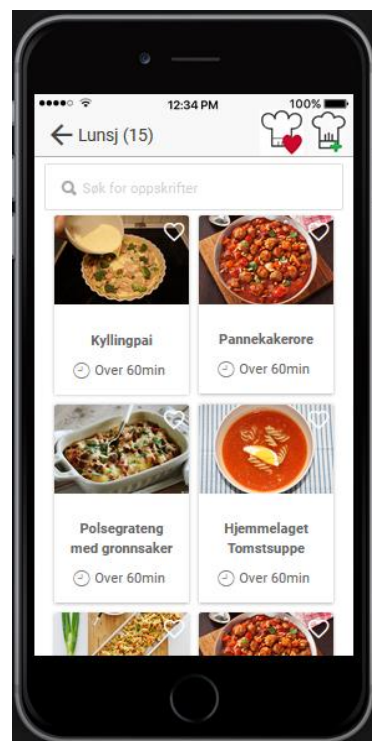 12:34 PM
100%
Lunsj (15)
Søk for oppskrifter
Kyllingpai
Over 60min
Pannekakerore
Over 60min
Polsegrateng
med gronnsaker
Over 60min
Hjemmelaget
Tomstsuppe
Over 60min